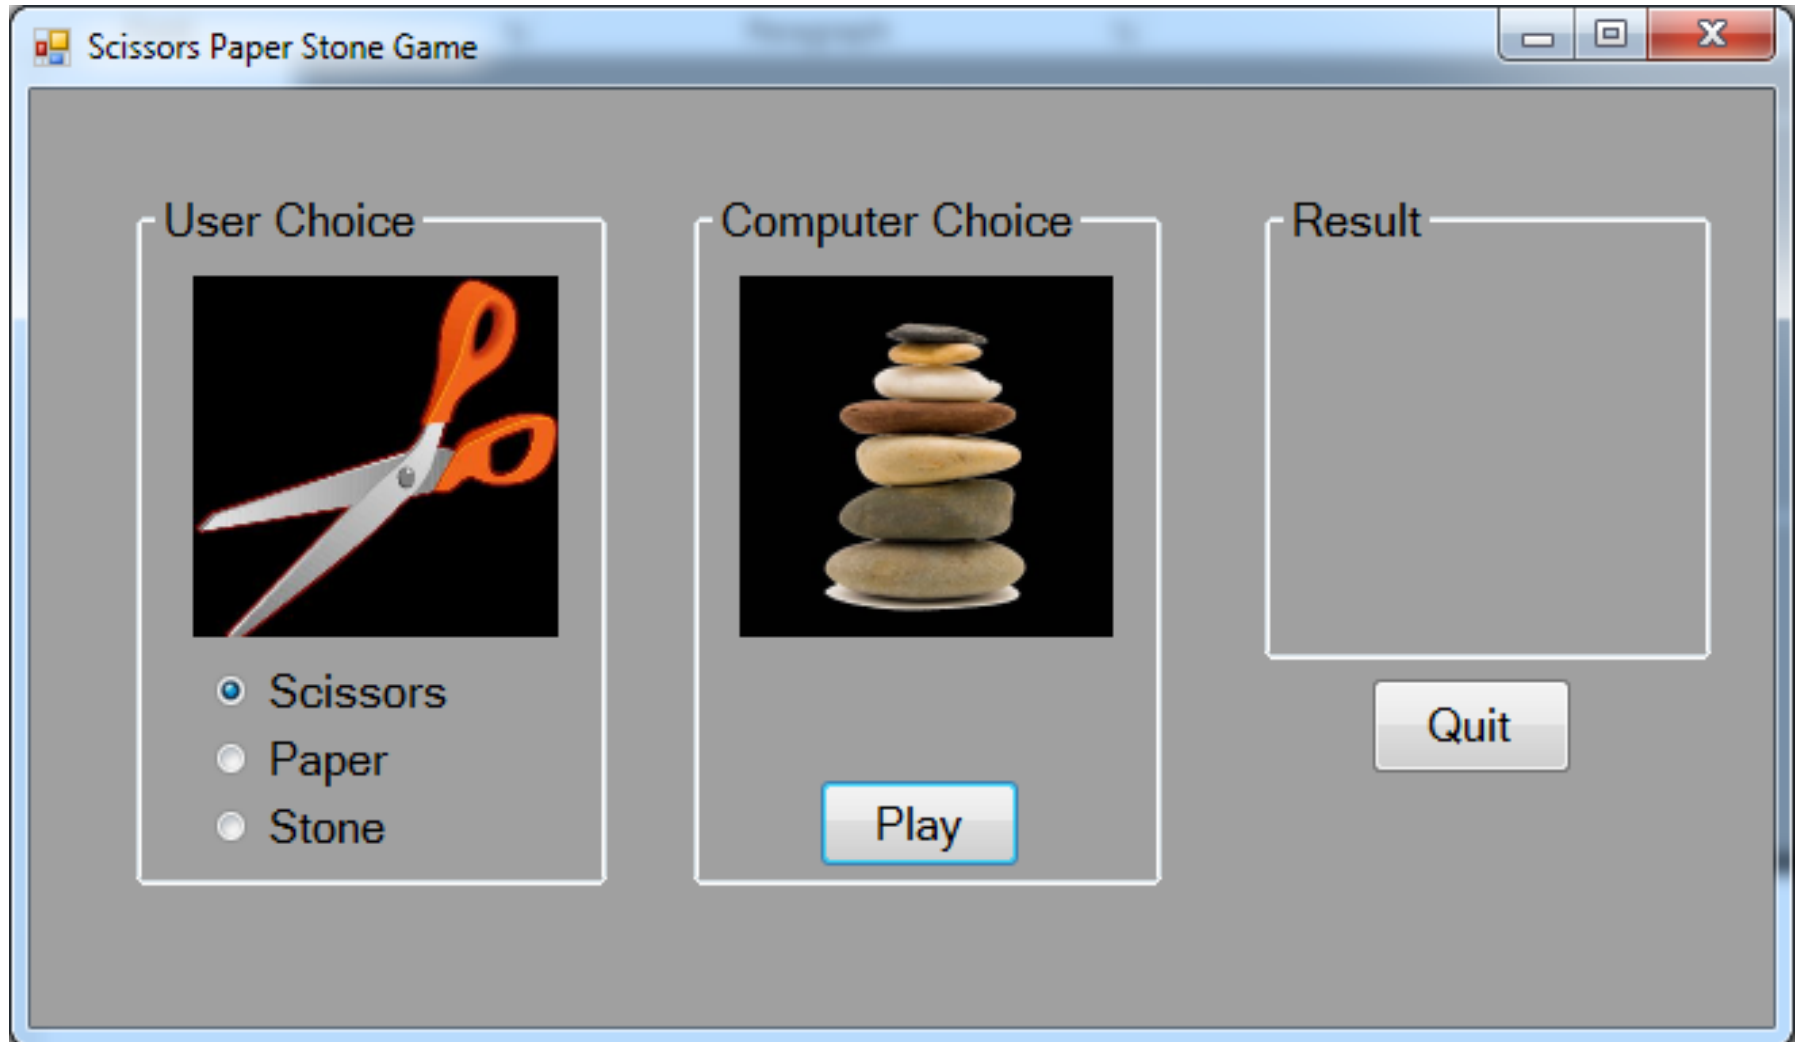 Scissors Paper Stone Game
User Choice
Computer Choice
Result
Scissors
Paper
Stone
Play
Quit